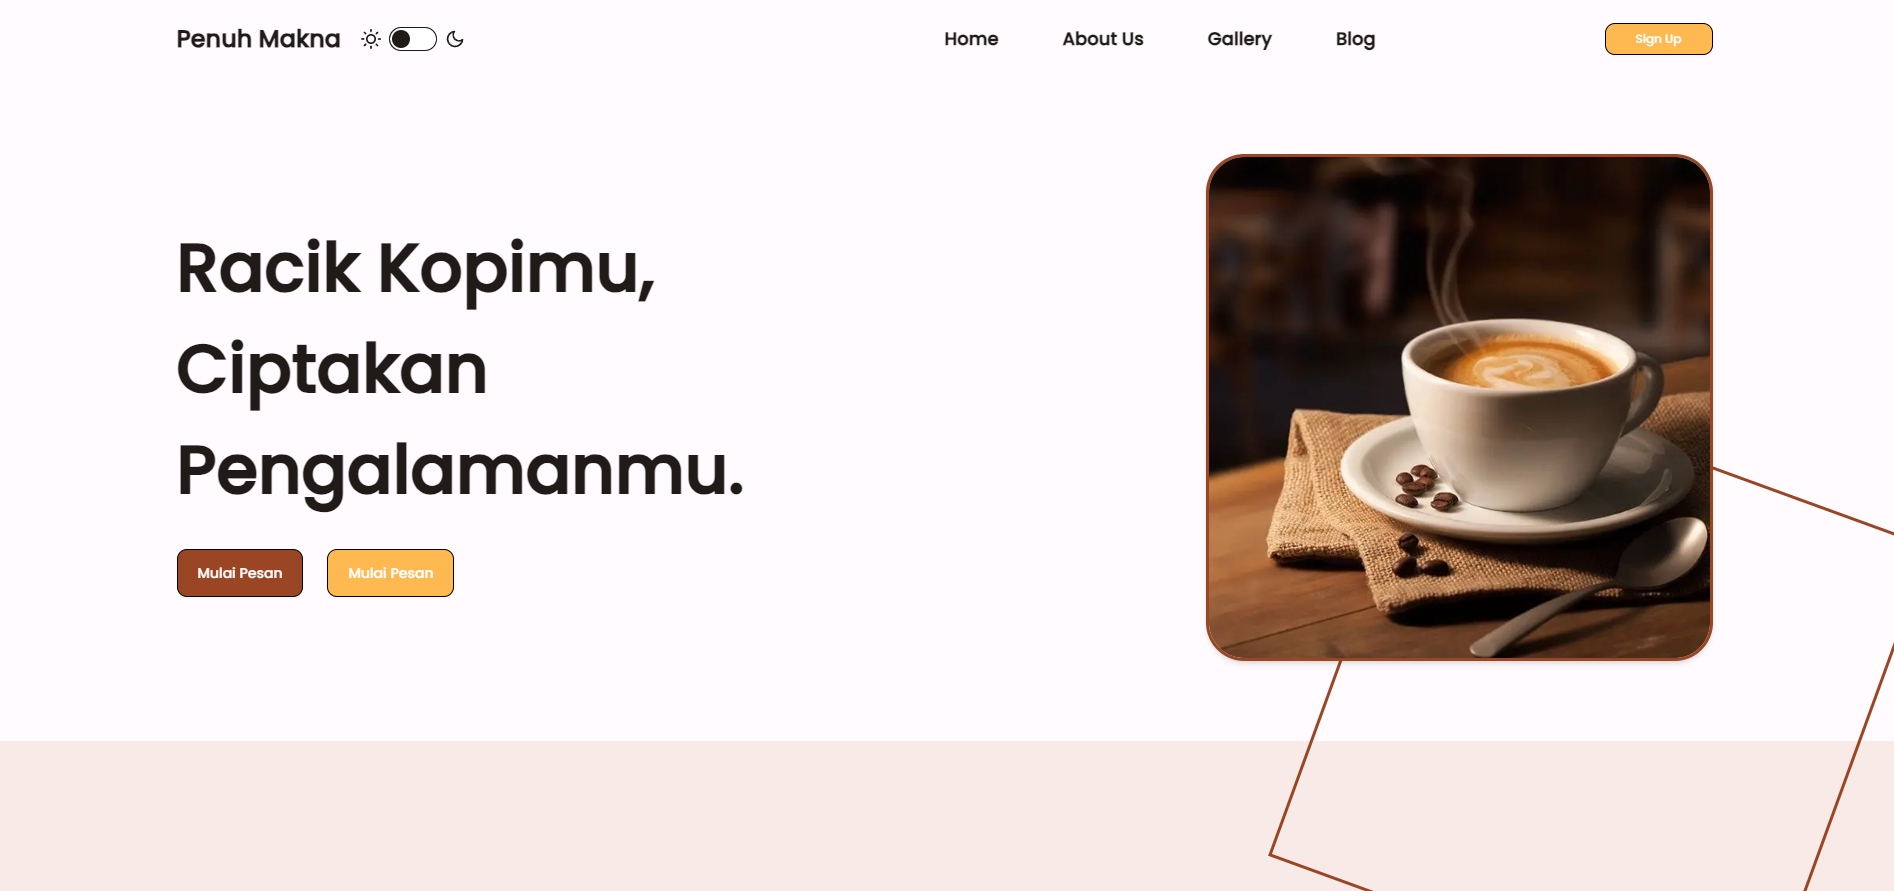 Penuh Makna
Home
About Us
Gallery
Blog
Sign Up
Racik Kopimu,
Ciptakan
Pengalamanmu.
Mulai Pesan
Mulai Pesan